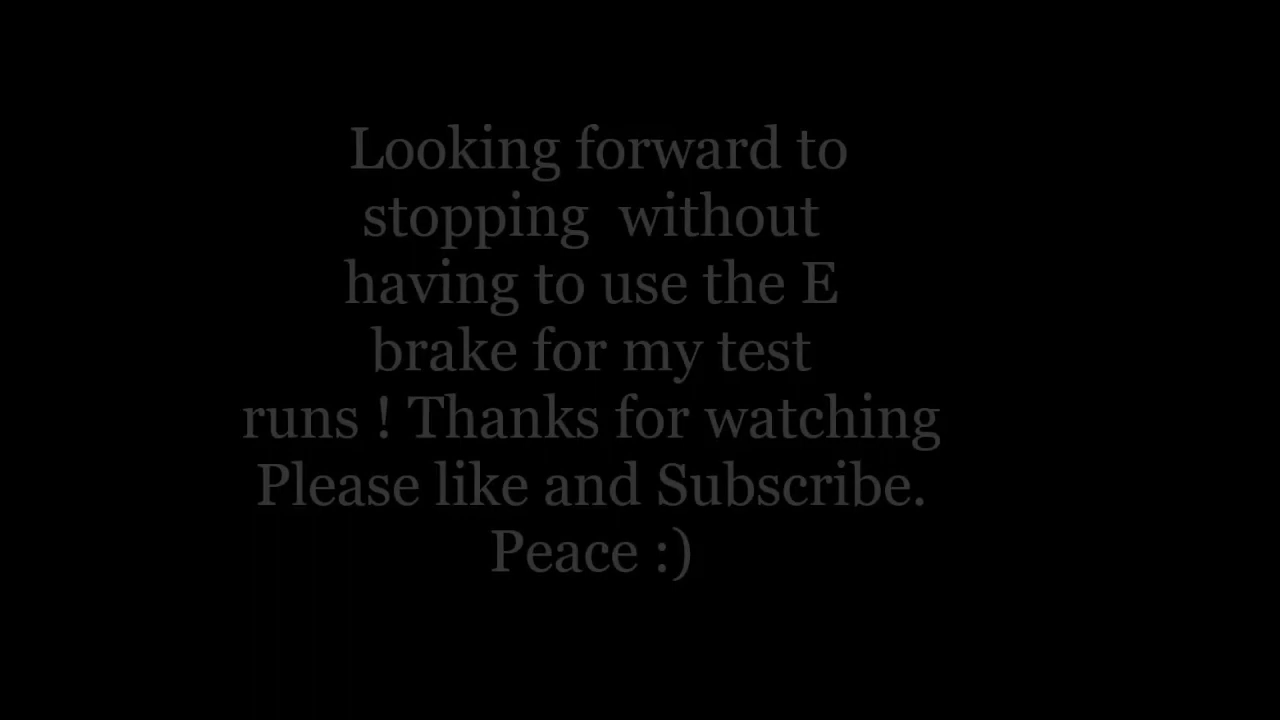 Looking forward to
stopping  without
having to use the E
brake for my test
runs ! Thanks for watching
Please like and Subscribe.
Peace :)